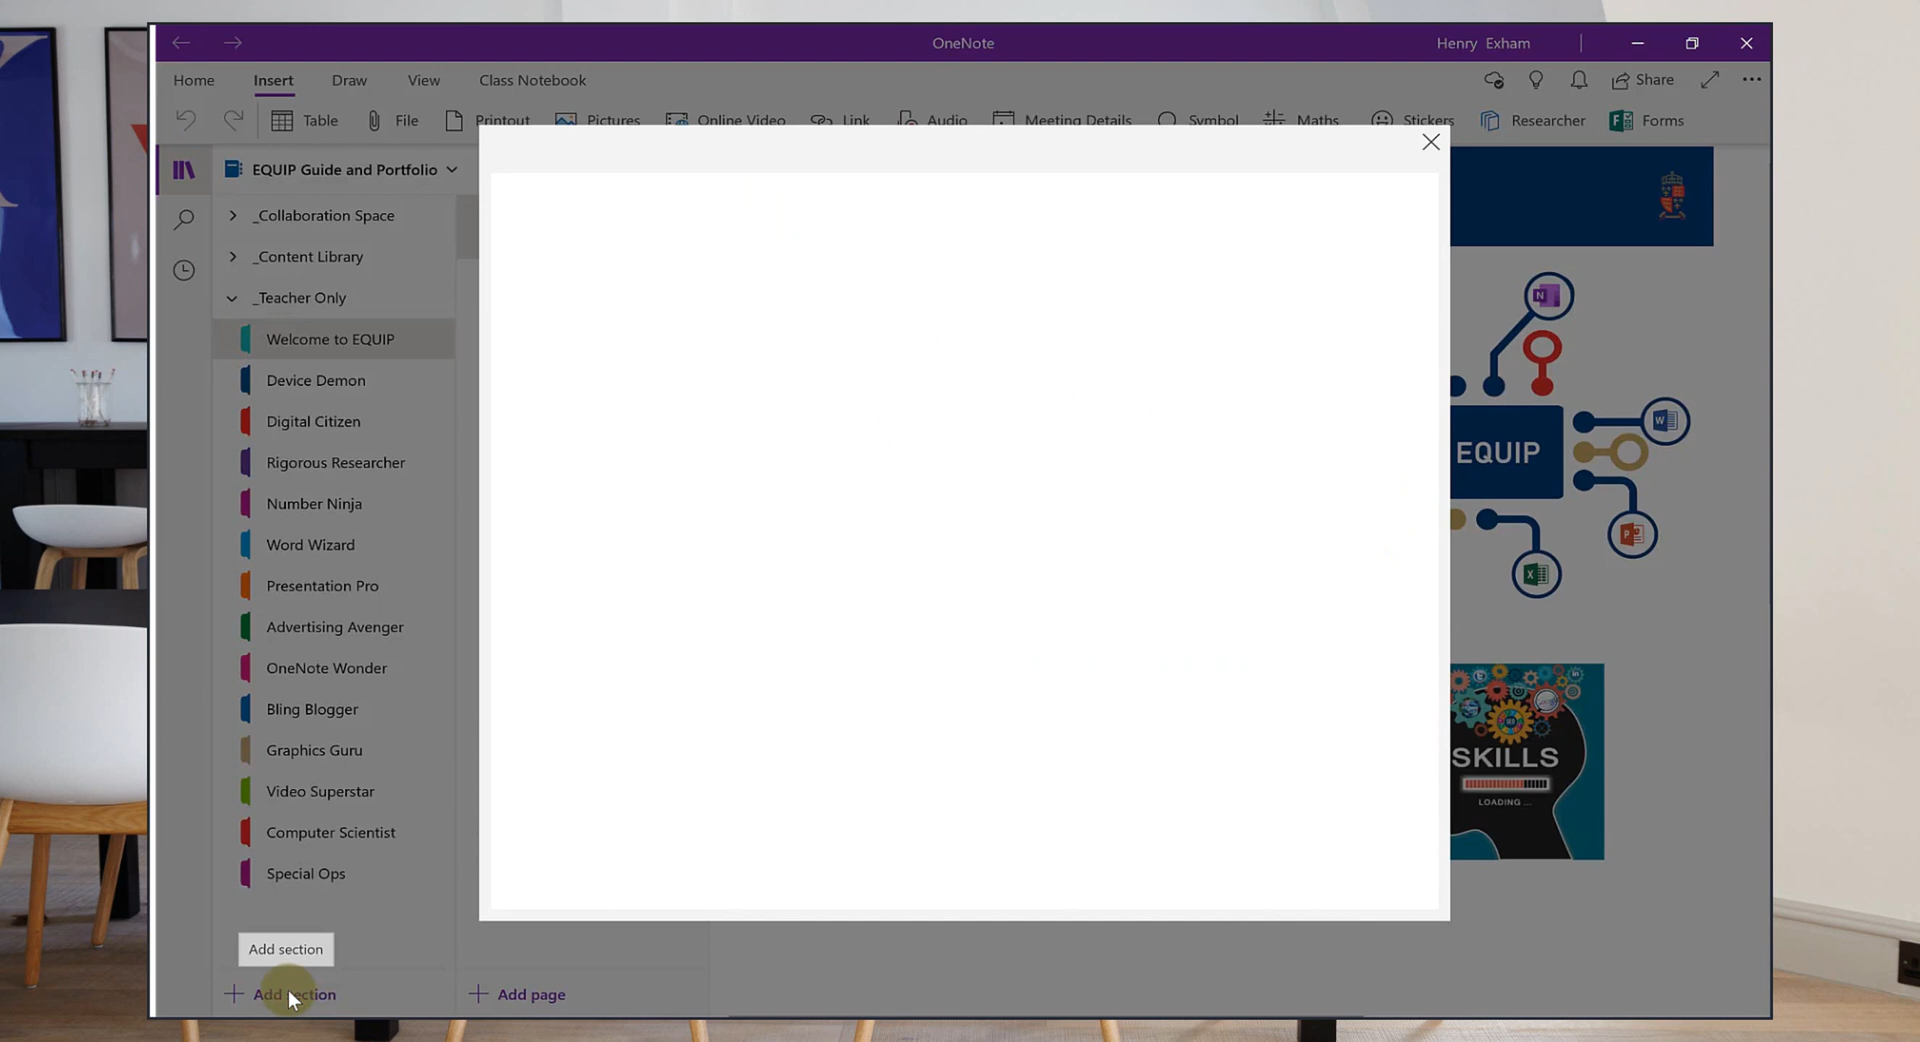 OneNote
Henry Exham
Home Insert Draw View Class Notebook
Share
Table File Printout Pictures Online Video Link Audio Meeting Details Symbol Maths Stickers Researcher Forms
EQUIP Guide and Portfolio
_Collaboration Space
_Content Library
_Teacher Only
Welcome to EQUIP
Device Demon
Digital Citizen
Rigorous Researcher
Number Ninja
Word Wizard
Presentation Pro
Advertising Avenger
OneNote Wonder
Bling Blogger
Graphics Guru
Video Superstar
Computer Scientist
Special Ops
Add section
Add section
Add page
N
W
EQUIP
P
X
SKILLS
LOADING ...